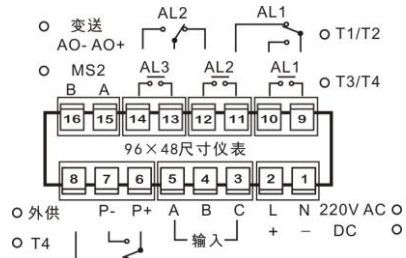 变送 AL2 AL1
AO- AO+ T1/T2
MS2 AL3 AL2 AL1 T3/T4
B A
16 15 14 13 12 11 10 9
96×48尺寸仪表
8 7 6 5 4 3 2 1
外供 P- P+ A B C L N 220V AC
输入 + − DC
T4